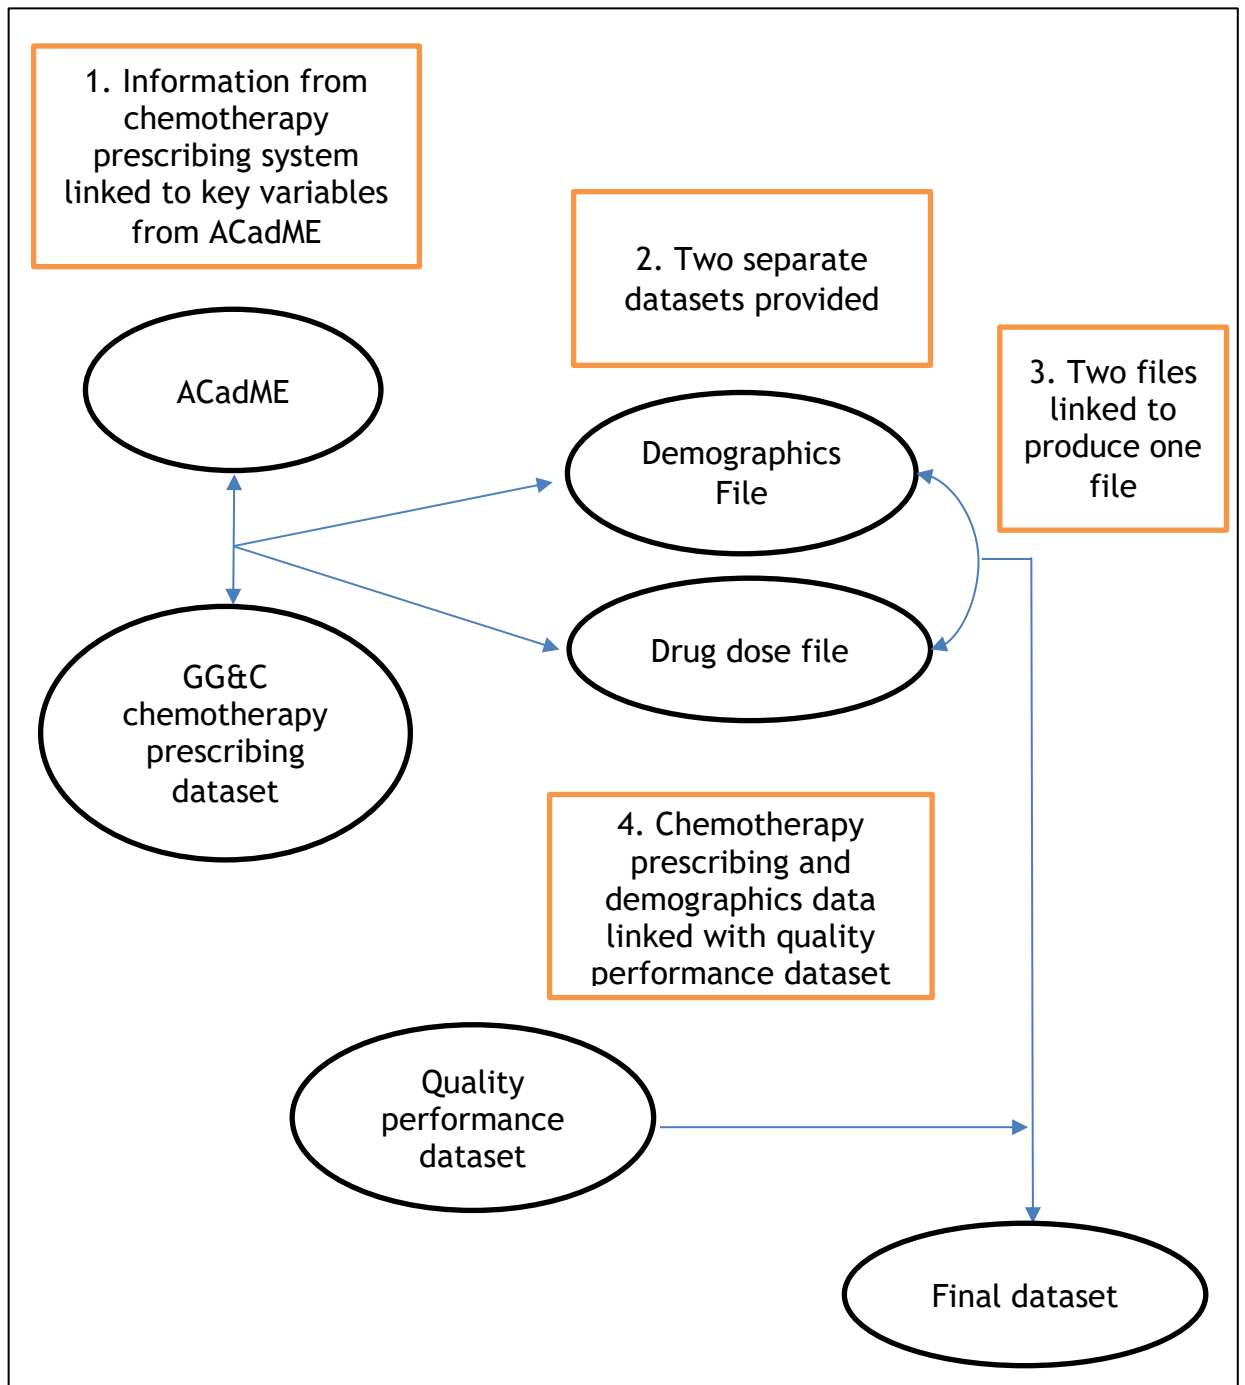 1. Information from
chemotherapy
prescribing system
linked to key variables
from ACadME
2. Two separate
datasets provided
3. Two files
linked to
produce one
file
ACadME
Demographics
File
Drug dose file
GG&C
chemotherapy
prescribing
dataset
4. Chemotherapy
prescribing and
demographics data
linked with quality
performance dataset
Quality
performance
dataset
Final dataset